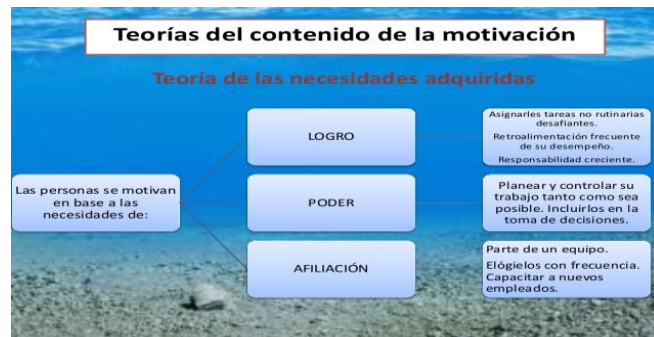 Teorías del contenido de la motivación
Teoría de las necesidades adquiridas
Las personas se motivan
en base a las
necesidades de:
LOGRO
Asignarles tareas no rutinarias
desafiantes.
Retroalimentación frecuente
de su desempeño.
Responsabilidad creciente.
PODER
Planear y controlar su
trabajo tanto como sea
posible. Incluirlos en la
toma de decisiones.
AFILIACIÓN
Parte de un equipo.
Elógielos con frecuencia.
Capacitar a nuevos
empleados.